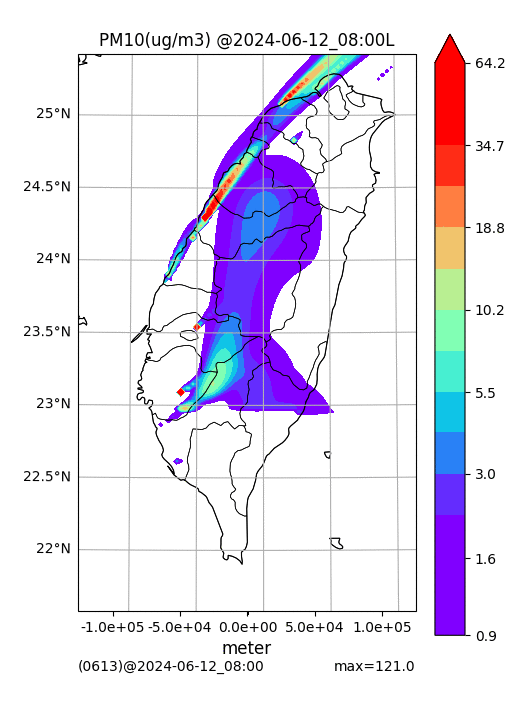 PM10(ug/m3) @2024-06-12_08:00L
64.2
34.7
18.8
10.2
5.5
3.0
1.6
0.9
25°N
24.5°N
24°N
23.5°N
23°N
22.5°N
22°N
-1.0e+05 -5.0e+04 0.0e+00 5.0e+04 1.0e+05
meter
(0613)@2024-06-12_08:00 max=121.0